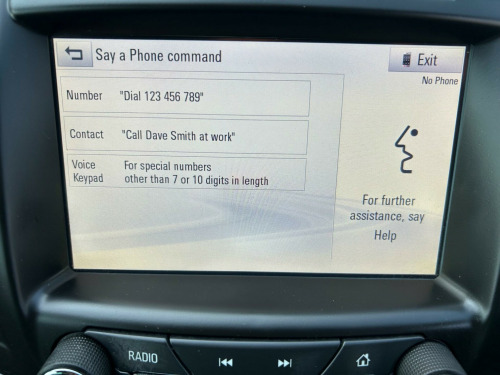 Say a Phone command
Exit
No Phone
Number "Dial 123 456 789"
Contact "Call Dave Smith at work"
Voice
Keypad
For special numbers
other than 7 or 10 digits in length
For further
assistance, say
Help
RADIO